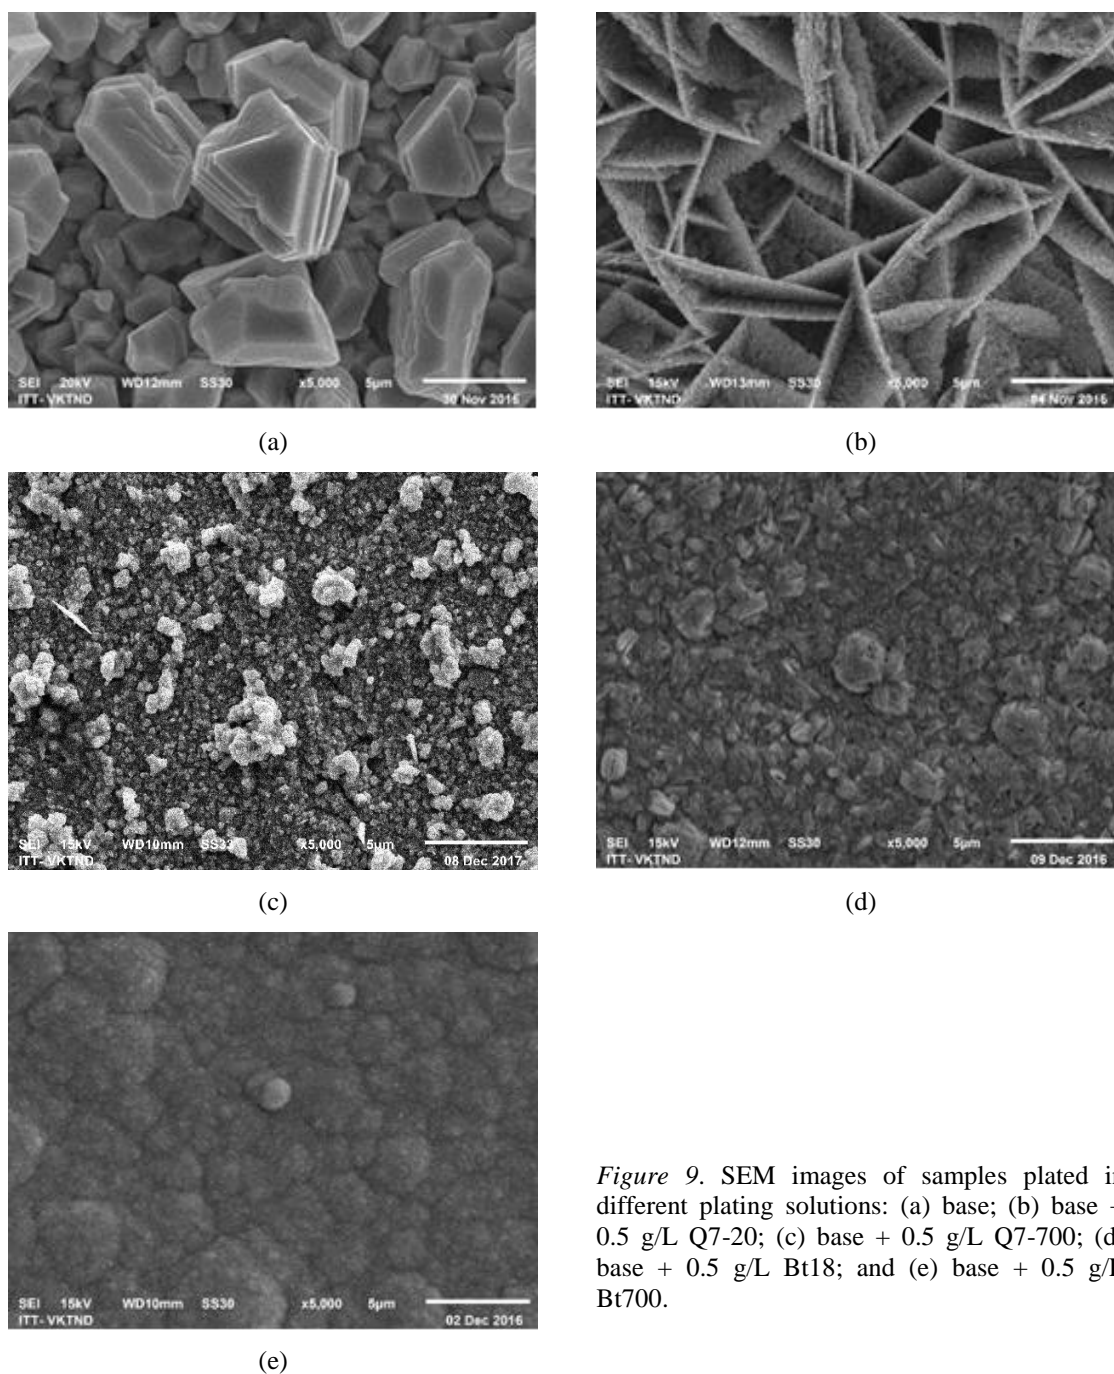 SEI 20kV WD12mm SS30 x5,000 5µm
ITT- VKTND 30 Nov 2016
(a)
SEI 15kV WD13mm SS30 x5,000 5µm
ITT- VKTND 04 Nov 2016
(b)
SEI 15kV WD10mm SS33 x5,000 5µm
ITT- VKTND 08 Dec 2017
(c)
SEI 15kV WD12mm SS30 x5,000 5µm
ITT- VKTND 09 Dec 2016
(d)
SEI 15kV WD10mm SS30 x5,000 5µm
ITT- VKTND 02 Dec 2016
(e)
Figure 9. SEM images of samples plated in
different plating solutions: (a) base; (b) base +
0.5 g/L Q7-20; (c) base + 0.5 g/L Q7-700; (d)
base + 0.5 g/L Bt18; and (e) base + 0.5 g/L
Bt700.